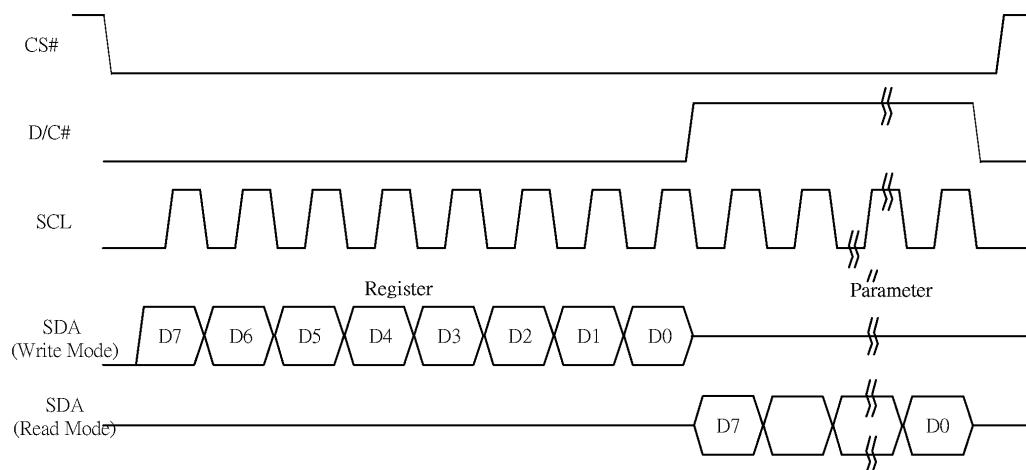 CS#
D/C#
SCL
Register
Parameter
SDA
(Write Mode)
D7
D6
D5
D4
D3
D2
D1
D0
SDA
(Read Mode)
D7
D0